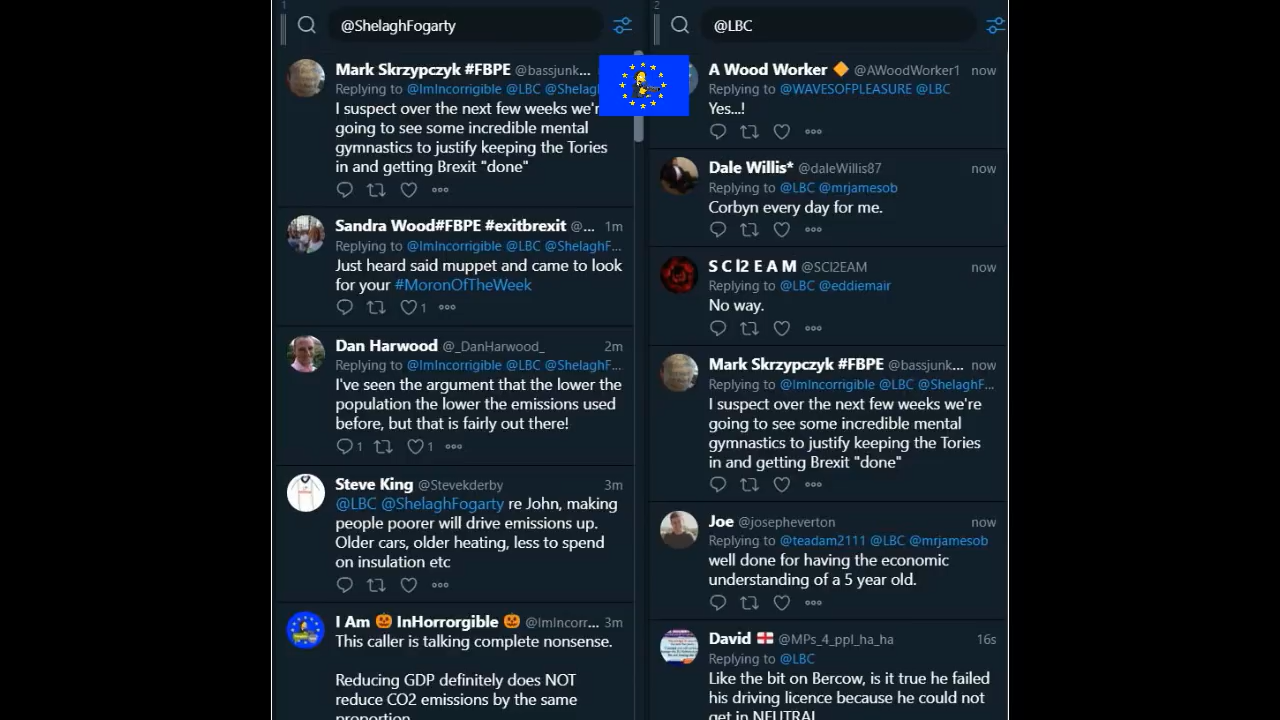 1
@ShelaghFogarty
Mark Skrzypczyk #FBPE @bassjunk...
Replying to @ImIncorrigible @LBC @Shelag
I suspect over the next few weeks we'r
going to see some incredible mental
gymnastics to justify keeping the Tories
in and getting Brexit "done"
Sandra Wood#FBPE #exitbrexit @... 1m
Replying to @ImIncorrigible @LBC @ShelaghF...
Just heard said muppet and came to look
for your #MoronOfTheWeek
1
Dan Harwood @_DanHarwood_ 2m
Replying to @ImIncorrigible @LBC @ShelaghF...
I've seen the argument that the lower the
population the lower the emissions used
before, but that is fairly out there!
1 1
Steve King @Stevekderby 3m
@LBC @ShelaghFogarty re John, making
people poorer will drive emissions up.
Older cars, older heating, less to spend
on insulation etc
I Am 🎃 InHorrorgible 🎃 @ImIncorr... 3m
This caller is talking complete nonsense.
Reducing GDP definitely does NOT
reduce CO2 emissions by the same
proportion
2
@LBC
A Wood Worker 🔶 @AWoodWorker1 now
Replying to @WAVESOFPLEASURE @LBC
Yes...!
Dale Willis* @daleWillis87 now
Replying to @LBC @mrjamesob
Corbyn every day for me.
S C l2 E A M @SCl2EAM now
Replying to @LBC @eddiemair
No way.
Mark Skrzypczyk #FBPE @bassjunk... now
Replying to @ImIncorrigible @LBC @ShelaghF...
I suspect over the next few weeks we're
going to see some incredible mental
gymnastics to justify keeping the Tories
in and getting Brexit "done"
Joe @josepheverton now
Replying to @teadam2111 @LBC @mrjamesob
well done for having the economic
understanding of a 5 year old.
David 🏴󠁧󠁢󠁥󠁮󠁧󠁿 @MPs_4_ppl_ha_ha 16s
Replying to @LBC
Like the bit on Bercow, is it true he failed
his driving licence because he could not
get in NEUTRAL